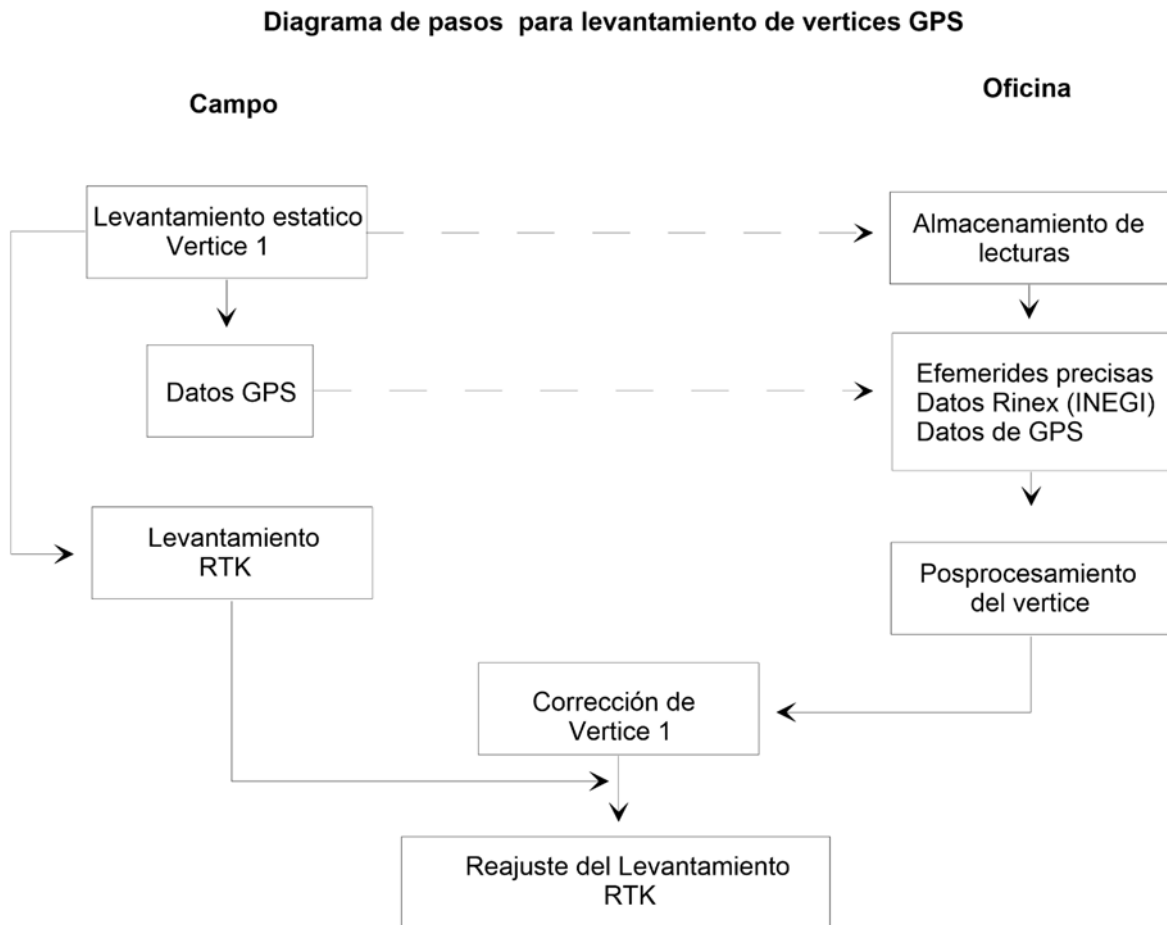 Diagrama de pasos para levantamiento de vertices GPS
Campo
Oficina
Levantamiento estatico
Vertice 1
Almacenamiento de
lecturas
Datos GPS
Efemerides precisas
Datos Rinex (INEGI)
Datos de GPS
Levantamiento
RTK
Posprocesamiento
del vertice
Corrección de
Vertice 1
Reajuste del Levantamiento
RTK